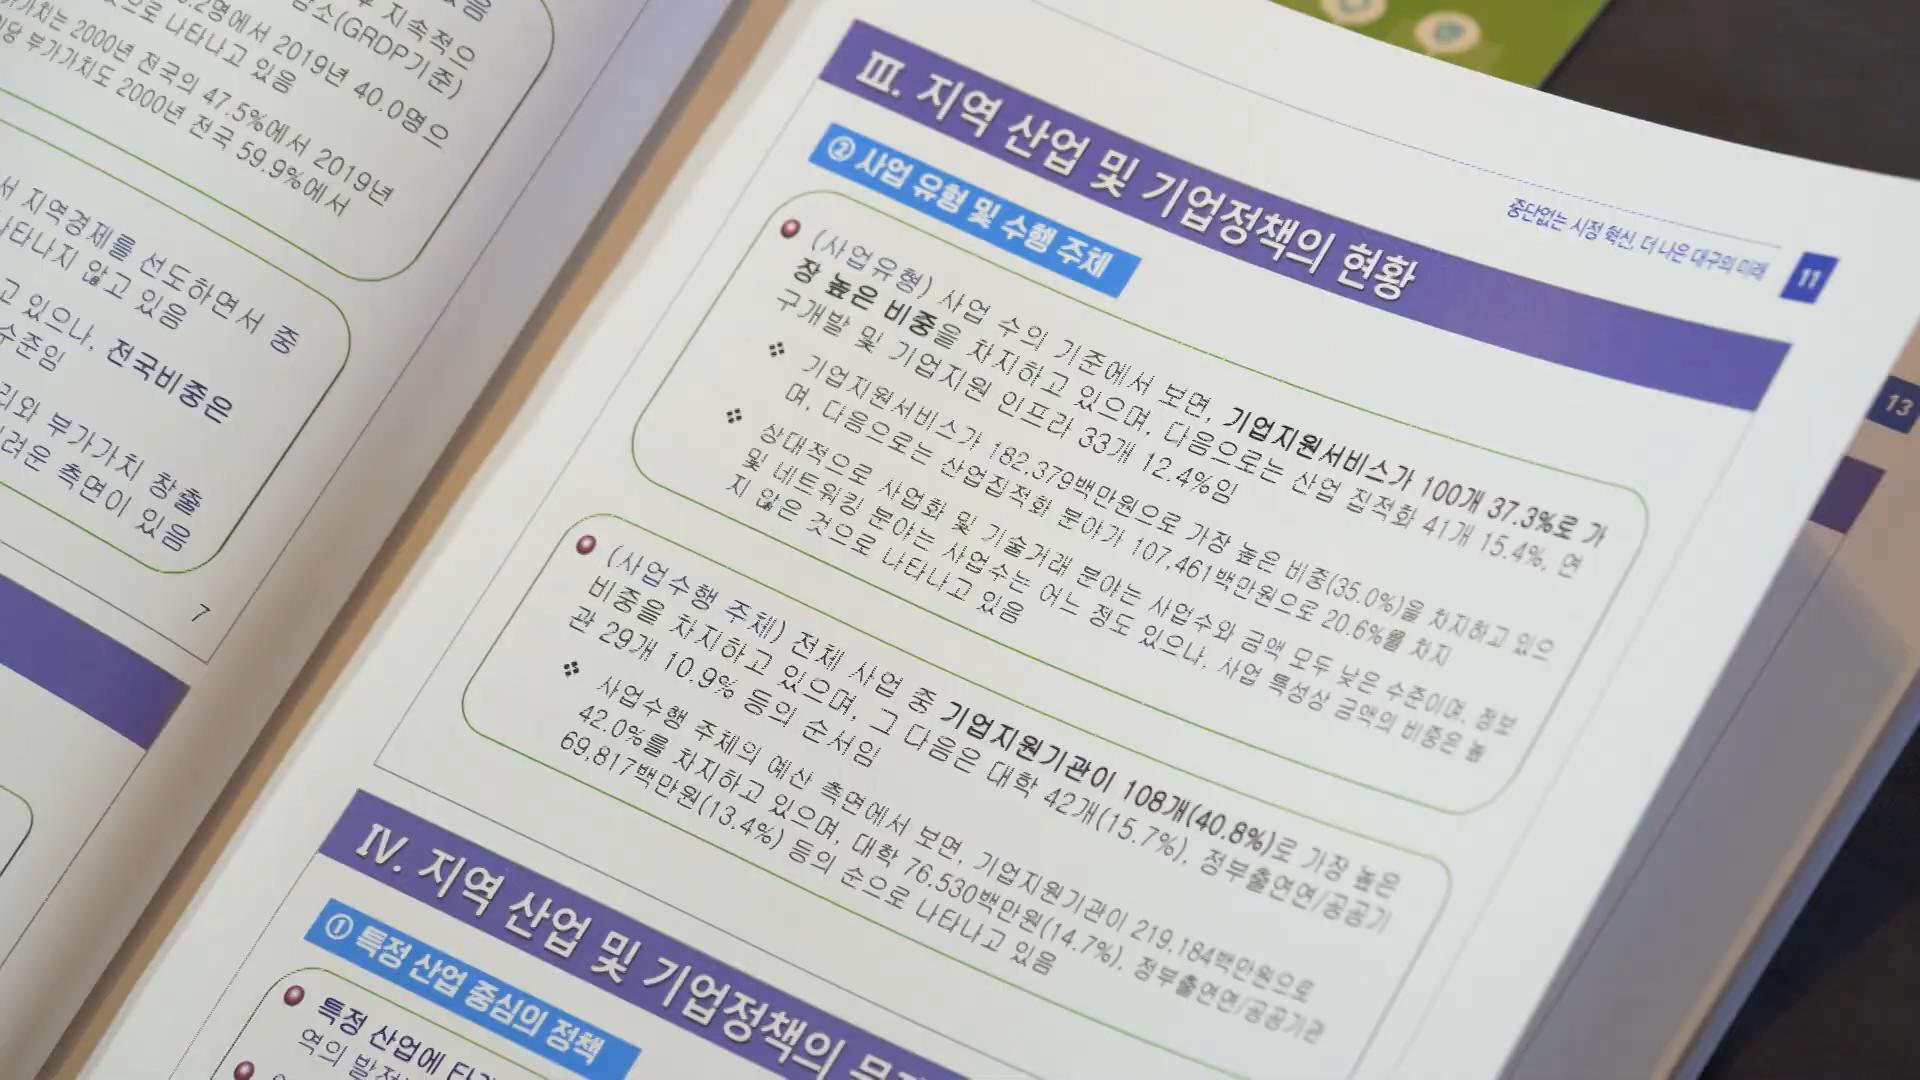 지속적으
감소(GRDP기준)
으로 나타나고 있음
.2명에서 2019년 40.0명으
가치는 2000년 전국의 47.5%에서 2019년
당 부가가치도 2000년 전국 59.9%에서
서 지역경제를 선도하면서 중
나타나지 않고 있음
고 있으나, 전국비중은
수준임
리와 부가가치 창출
려운 측면이 있음
7
중단없는 시정 혁신, 더 나은 대구의 미래
11
13
Ⅲ. 지역 산업 및 기업정책의 현황
② 사업 유형 및 수행 주체
(사업유형) 사업 수의 기준에서 보면, 기업지원서비스가 100개 37.3%로 가
장 높은 비중을 차지하고 있으며, 다음으로는 산업 집적화 41개 15.4%, 연
구개발 및 기업지원 인프라 33개 12.4%임
❖ 기업지원서비스가 182,379백만원으로 가장 높은 비중(35.0%)을 차지하고 있으
며, 다음으로는 산업집적화 분야가 107,461백만원으로 20.6%를 차지
❖ 상대적으로 사업화 및 기술거래 분야는 사업수와 금액 모두 낮은 수준이며, 정보
및 네트워킹 분야는 사업수는 어느 정도 있으나, 사업 특성상 금액의 비중은 높
지 않은 것으로 나타나고 있음
(사업수행 주체) 전체 사업 중 기업지원기관이 108개(40.8%)로 가장 높은
비중을 차지하고 있으며, 그 다음은 대학 42개(15.7%), 정부출연연/공공기
관 29개 10.9% 등의 순서임
❖ 사업수행 주체의 예산 측면에서 보면, 기업지원기관이 219,184백만원으로
42.0%를 차지하고 있으며, 대학 76,530백만원(14.7%), 정부출연연/공공기관
69,817백만원(13.4%) 등의 순으로 나타나고 있음
Ⅳ. 지역 산업 및 기업정책의
① 특정 산업 중심의 정책
특정 산업에
역의